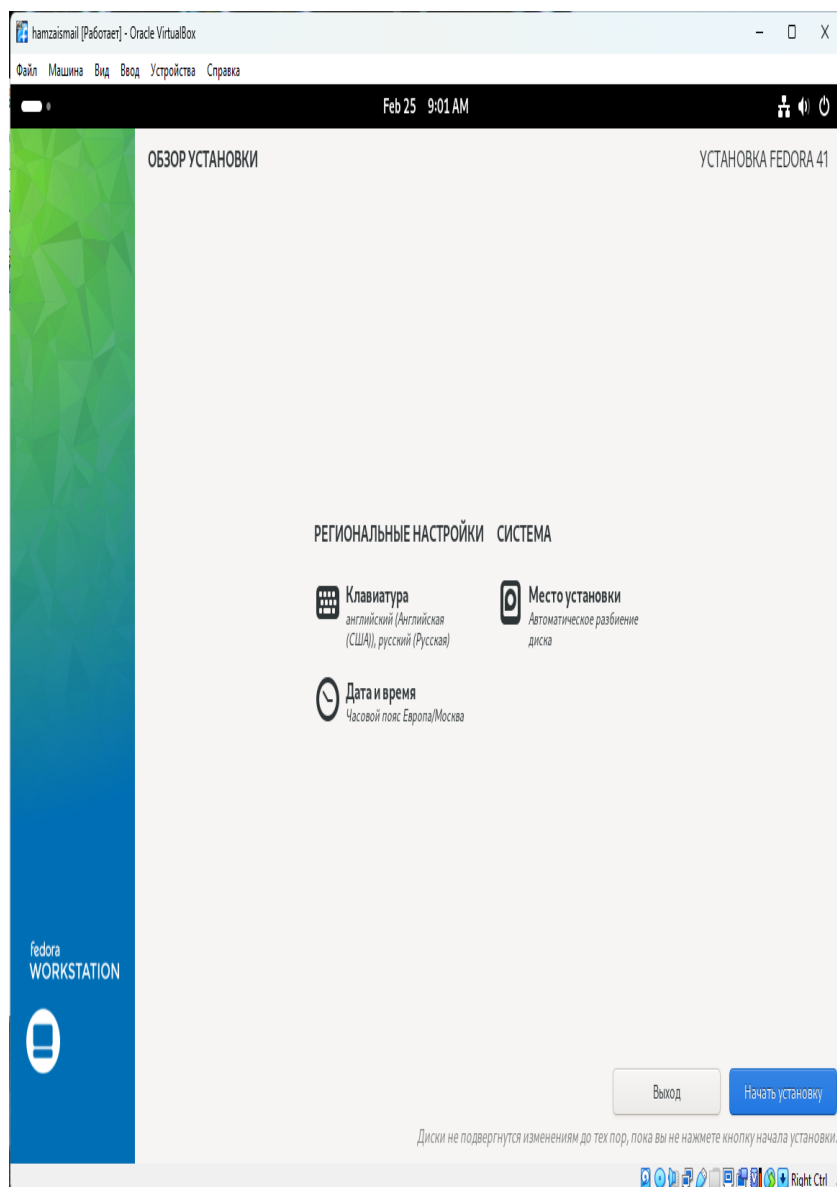 hamzaismail [Работает] - Oracle VirtualBox
Файл Машина Вид Ввод Устройства Справка
Feb 25 9:01 AM
ОБЗОР УСТАНОВКИ
УСТАНОВКА FEDORA 41
РЕГИОНАЛЬНЫЕ НАСТРОЙКИ
Клавиатура
английский (Английская
(США)), русский (Русская)
Дата и время
Часовой пояс Европа/Москва
СИСТЕМА
Место установки
Автоматическое разбиение
диска
fedora
WORKSTATION
Выход
Начать установку
Диски не подвергнутся изменениям до тех пор, пока вы не нажмете кнопку начала установки.
Right Ctrl